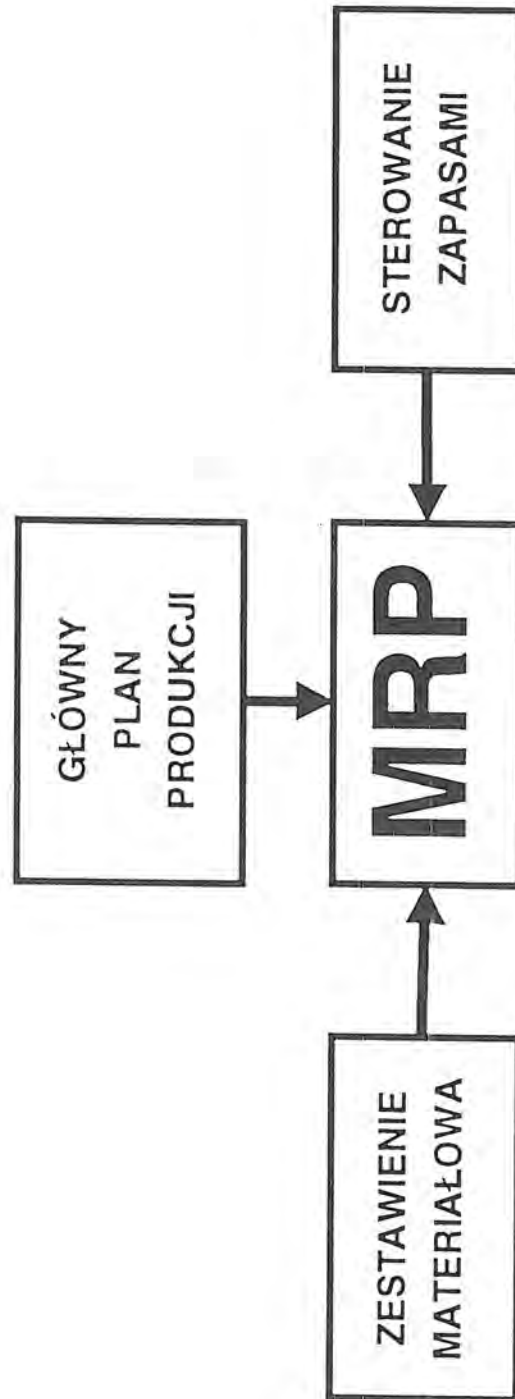 GŁÓWNY
PLAN
PRODUKCJI
ZESTAWIENIE
MATERIAŁOWA
MRP
STEROWANIE
ZAPASAMI